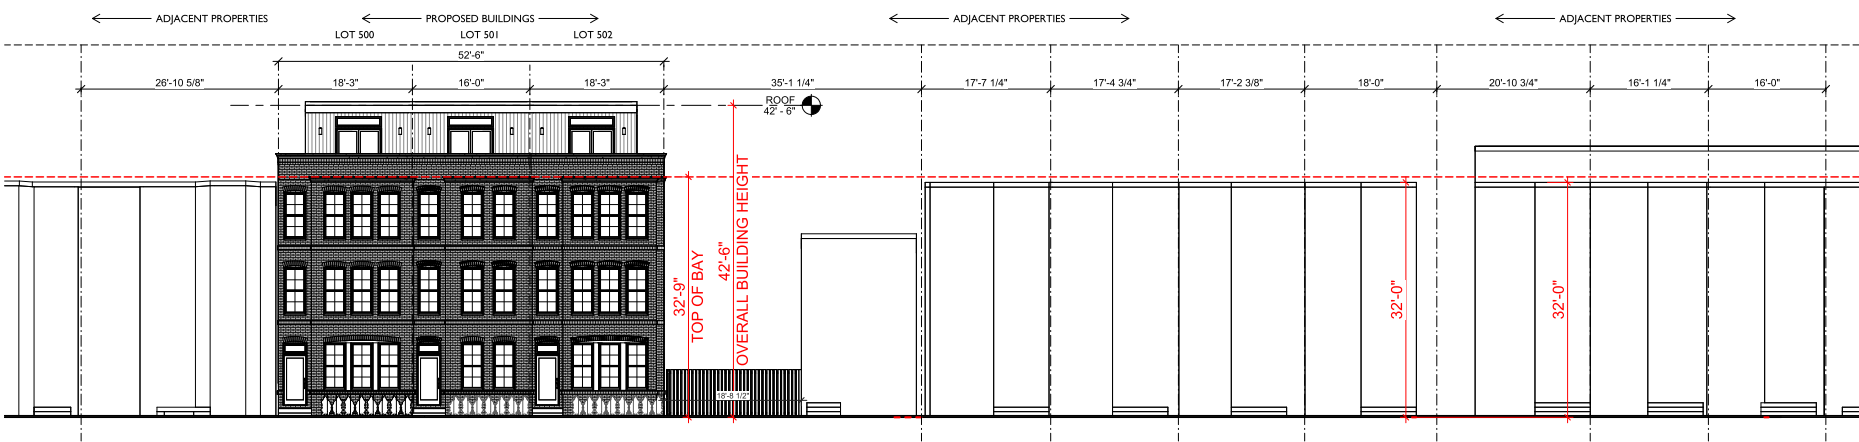 ADJACENT PROPERTIES
PROPOSED BUILDINGS
ADJACENT PROPERTIES
ADJACENT PROPERTIES
LOT 500
LOT 501
LOT 502
52'-6"
26'-10 5/8"
18'-3"
16'-0"
18'-3"
35'-1 1/4"
17'-7 1/4"
17'-4 3/4"
17'-2 3/8"
18'-0"
20'-10 3/4"
16'-1 1/4"
16'-0"
ROOF
42' - 6"
32'-9"
TOP OF BAY
42'-6"
OVERALL BUILDING HEIGHT
32'-0"
32'-0"
18'-8 1/2"